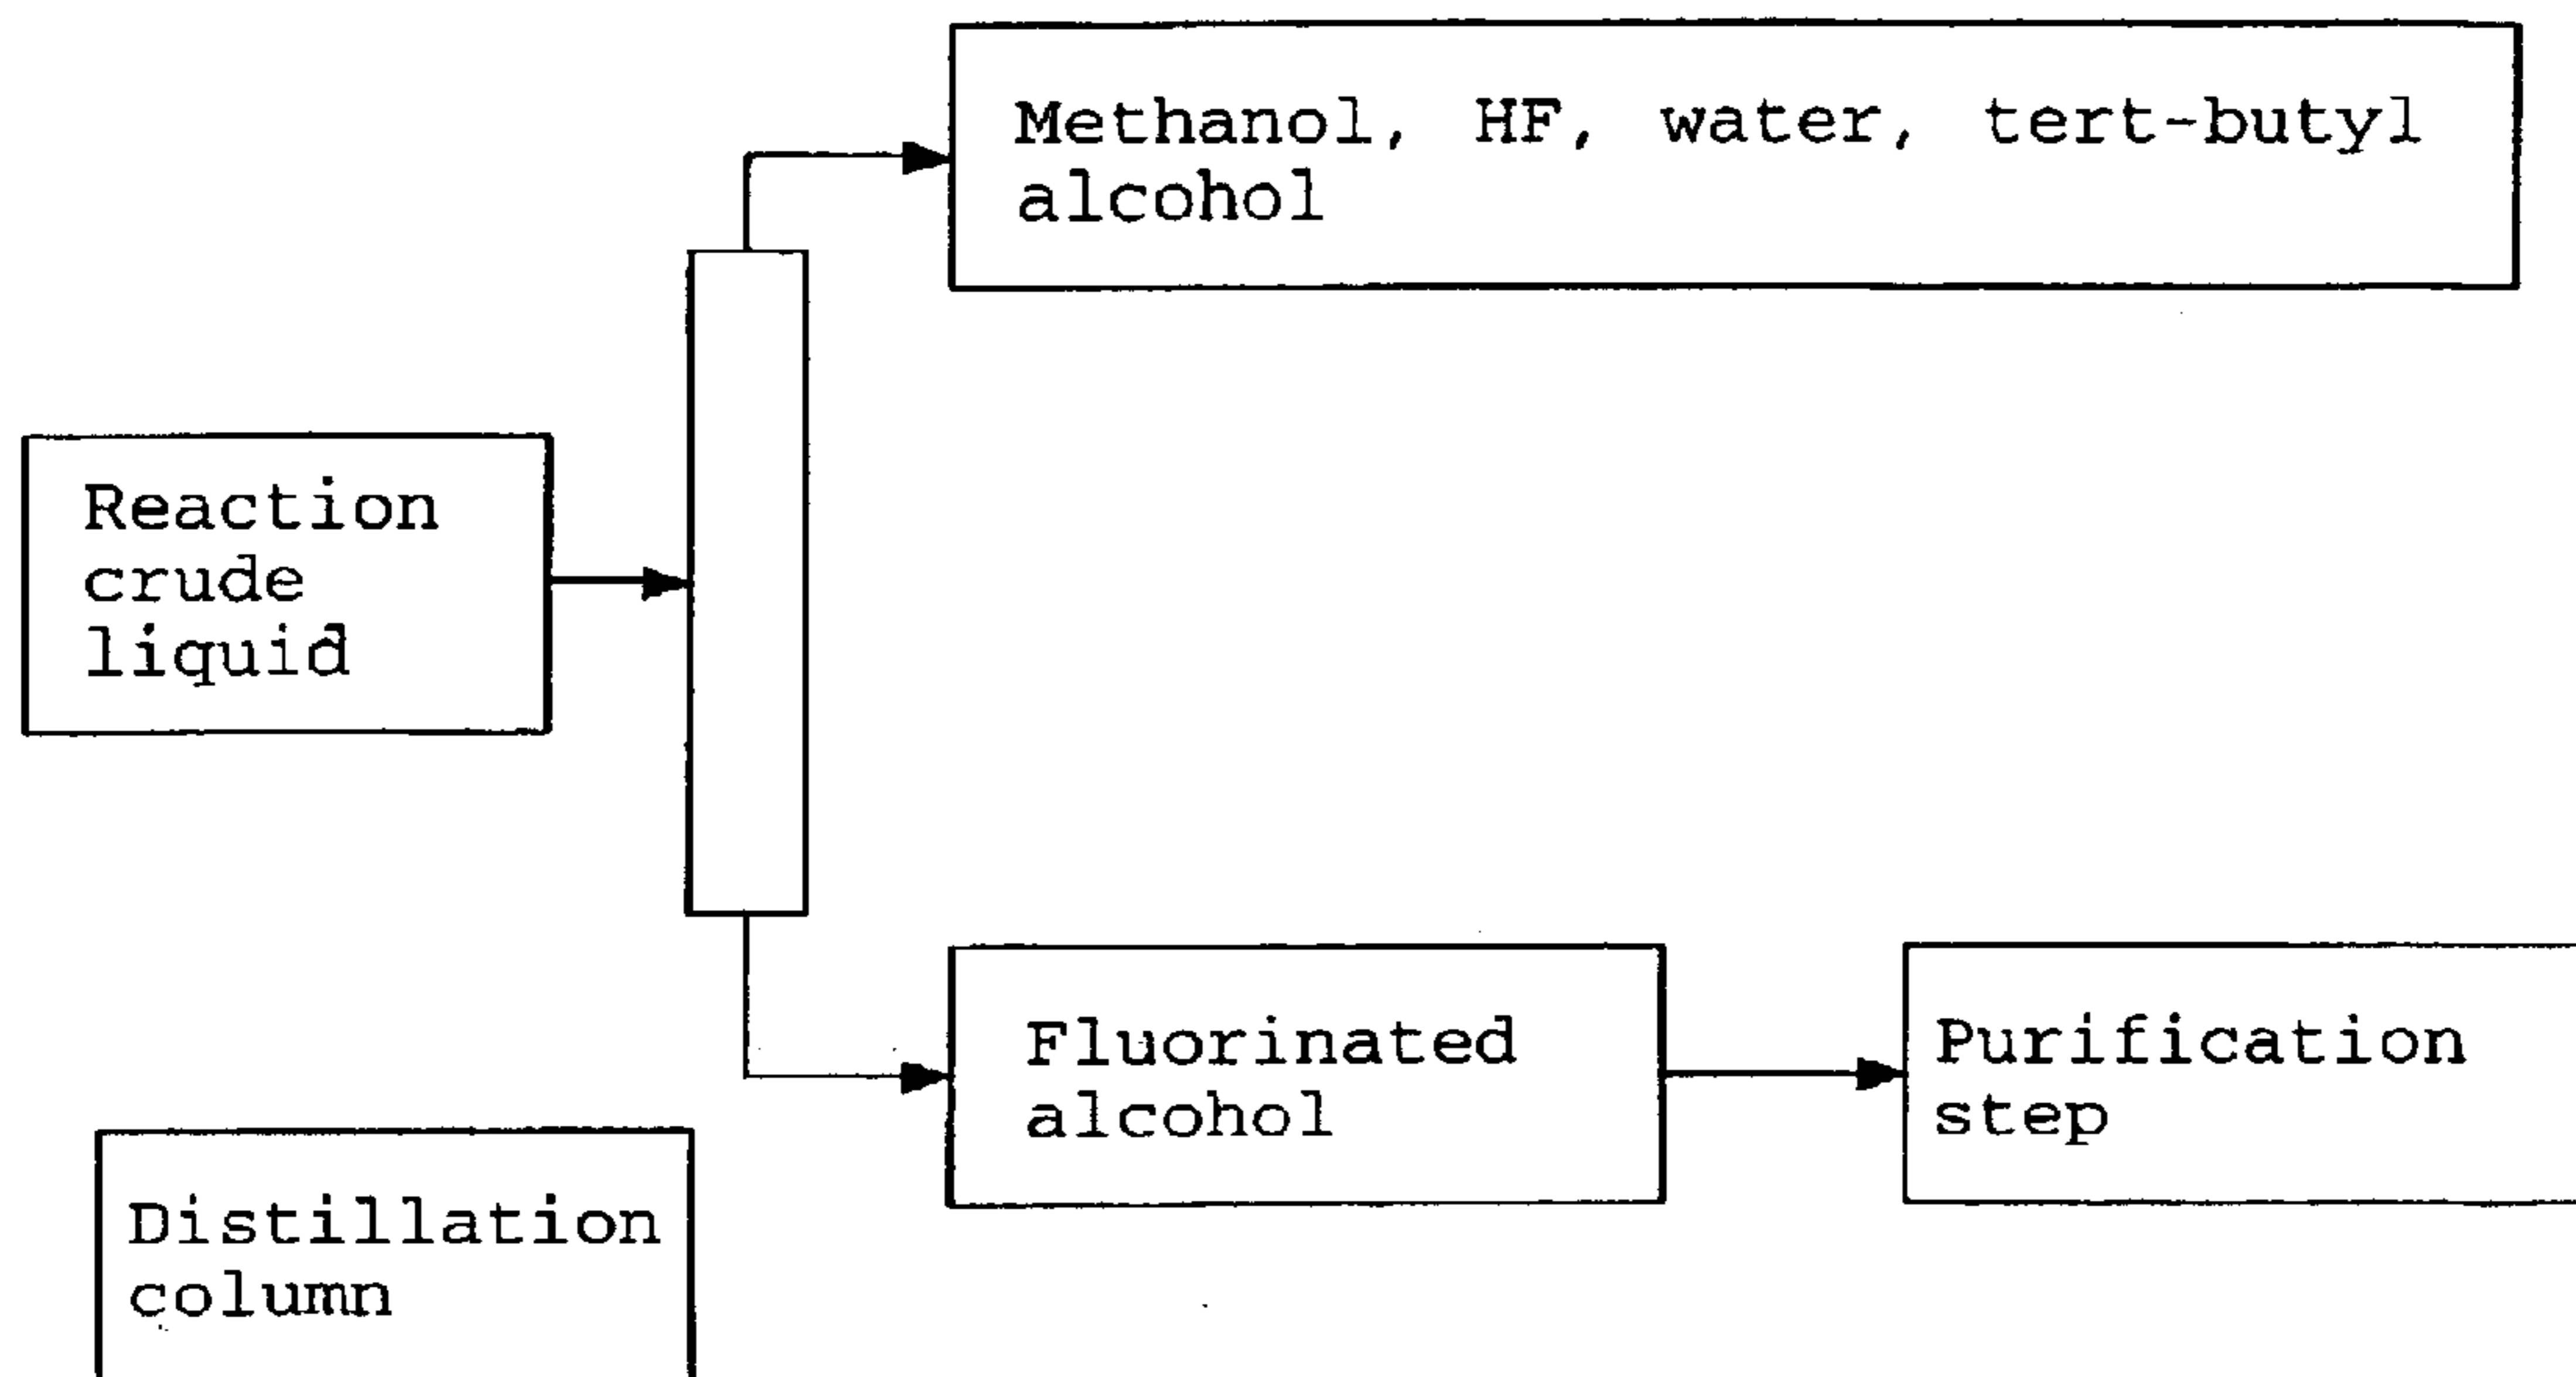 Methanol, HF, water, tert-butyl
alcohol
Reaction
crude
liquid
Fluorinated
alcohol
Purification
step
Distillation
column